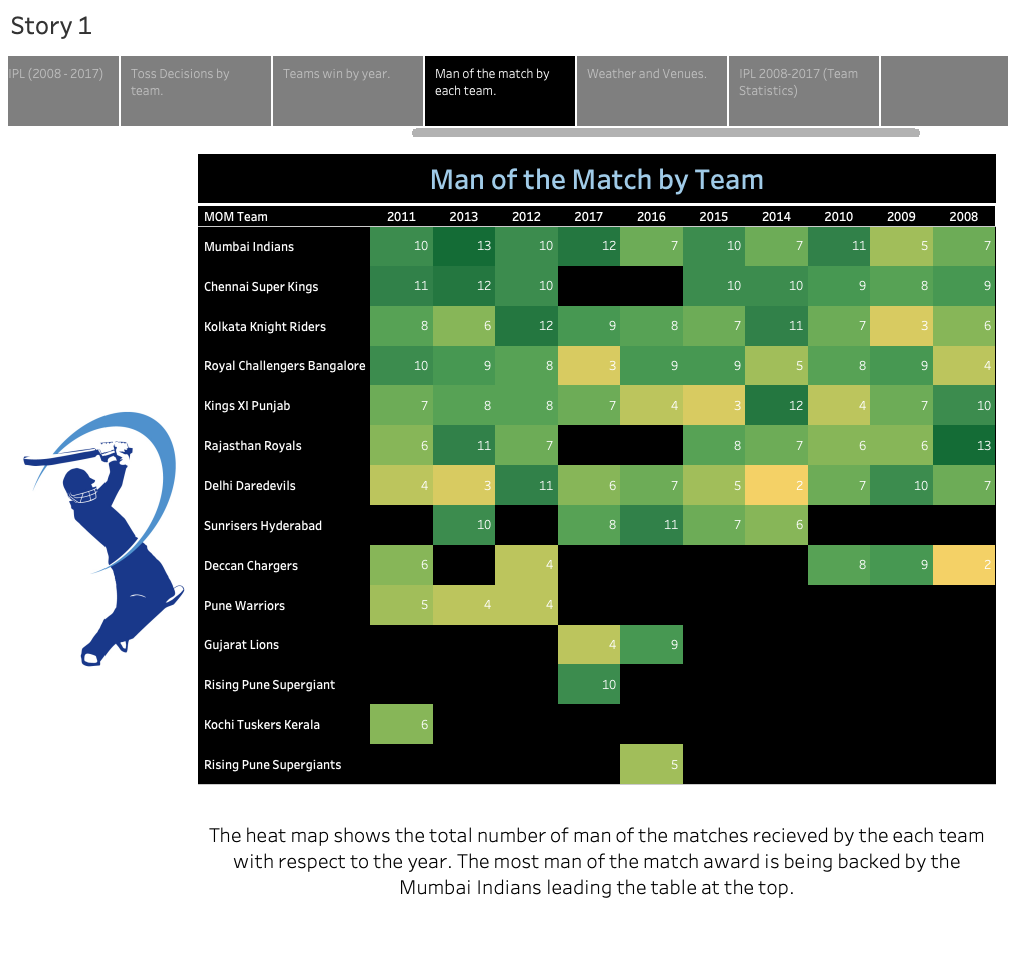 Story 1
IPL (2008 - 2017)
Toss Decisions by
team.
Teams win by year.
Man of the match by
each team.
Weather and Venues.
IPL 2008-2017 (Team
Statistics)
Man of the Match by Team
MOM Team 2011 2013 2012 2017 2016 2015 2014 2010 2009 2008
Mumbai Indians 10 13 10 12 7 10 7 11 5 7
Chennai Super Kings 11 12 10 10 10 9 8 9
Kolkata Knight Riders 8 6 12 9 8 7 11 7 3 6
Royal Challengers Bangalore 10 9 8 3 9 9 5 8 9 4
Kings XI Punjab 7 8 8 7 4 3 12 4 7 10
Rajasthan Royals 6 11 7 8 7 6 6 13
Delhi Daredevils 4 3 11 6 7 5 2 7 10 7
Sunrisers Hyderabad 10 8 11 7 6
Deccan Chargers 6 4 8 9 2
Pune Warriors 5 4 4
Gujarat Lions 4 9
Rising Pune Supergiant 10
Kochi Tuskers Kerala 6
Rising Pune Supergiants 5
The heat map shows the total number of man of the matches recieved by the each team
with respect to the year. The most man of the match award is being backed by the
Mumbai Indians leading the table at the top.